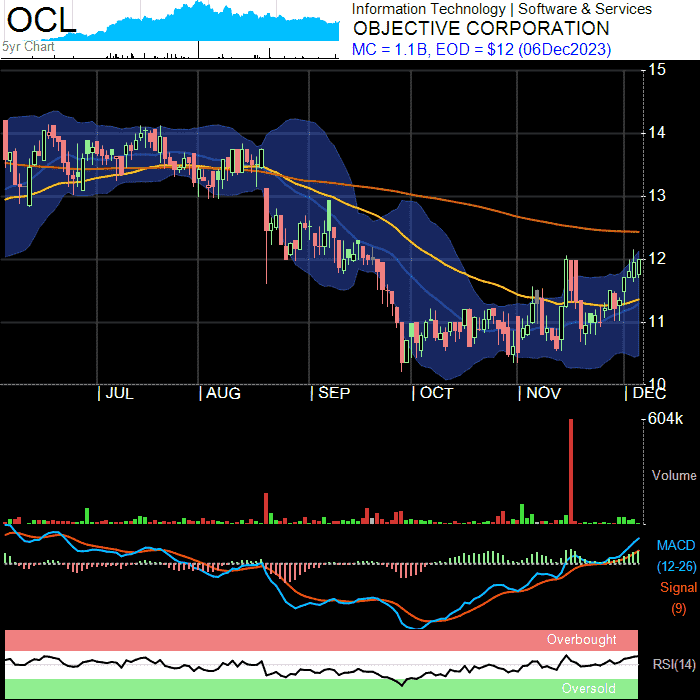 OCL
5yr Chart
Information Technology | Software & Services
OBJECTIVE CORPORATION
MC = 1.1B, EOD = $12 (06Dec2023)
15
14
13
12
11
10
JUL AUG SEP OCT NOV DEC
604k
Volume
MACD
(12-26)
Signal
(9)
Overbought
RSI(14)
Oversold